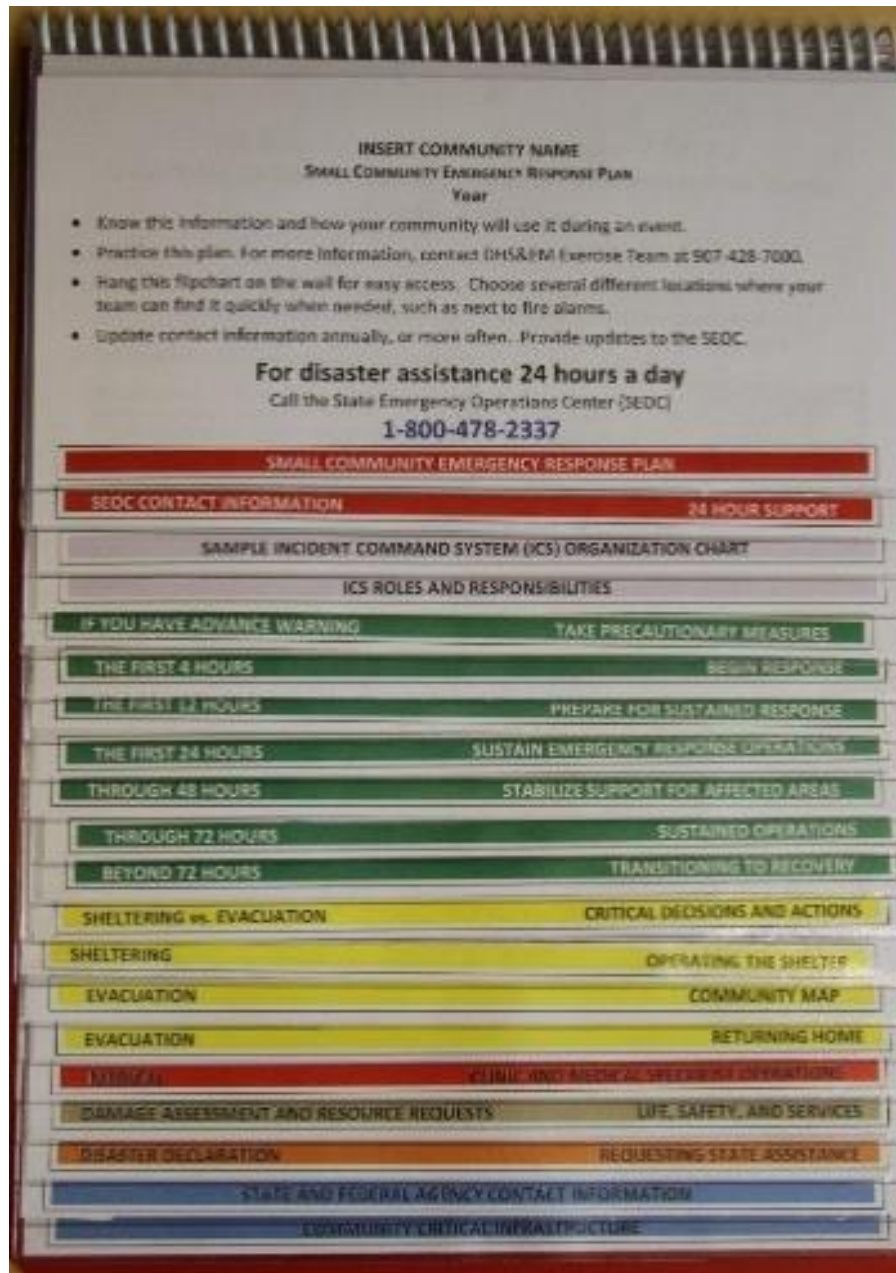 INSERT COMMUNITY NAME
SMALL COMMUNITY EMERGENCY RESPONSE PLAN
Year
• Know this information and how your community will use it during an event.
• Practice this plan. For more information, contact DHS&EM Exercise Team at 907-428-7000.
• Hang this flipchart on the wall for easy access. Choose several different locations where your
team can find it quickly when needed, such as next to fire alarms.
• Update contact information annually, or more often. Provide updates to the SEOC.
For disaster assistance 24 hours a day
Call the State Emergency Operations Center (SEOC)
1-800-478-2337
SMALL COMMUNITY EMERGENCY RESPONSE PLAN
SEOC CONTACT INFORMATION 24 HOUR SUPPORT
SAMPLE INCIDENT COMMAND SYSTEM (ICS) ORGANIZATION CHART
ICS ROLES AND RESPONSIBILITIES
IF YOU HAVE ADVANCE WARNING TAKE PRECAUTIONARY MEASURES
THE FIRST 4 HOURS BEGIN RESPONSE
THE FIRST 12 HOURS PREPARE FOR SUSTAINED RESPONSE
THE FIRST 24 HOURS SUSTAIN EMERGENCY RESPONSE OPERATIONS
THROUGH 48 HOURS STABILIZE SUPPORT FOR AFFECTED AREAS
THROUGH 72 HOURS SUSTAINED OPERATIONS
BEYOND 72 HOURS TRANSITIONING TO RECOVERY
SHELTERING vs. EVACUATION CRITICAL DECISIONS AND ACTIONS
SHELTERING OPERATING THE SHELTER
EVACUATION COMMUNITY MAP
EVACUATION RETURNING HOME
MEDICAL CLINIC AND MEDICAL SPECIALIST OPERATIONS
DAMAGE ASSESSMENT AND RESOURCE REQUESTS LIFE, SAFETY, AND SERVICES
DISASTER DECLARATION REQUESTING STATE ASSISTANCE
STATE AND FEDERAL AGENCY CONTACT INFORMATION
COMMUNITY CRITICAL INFRASTRUCTURE